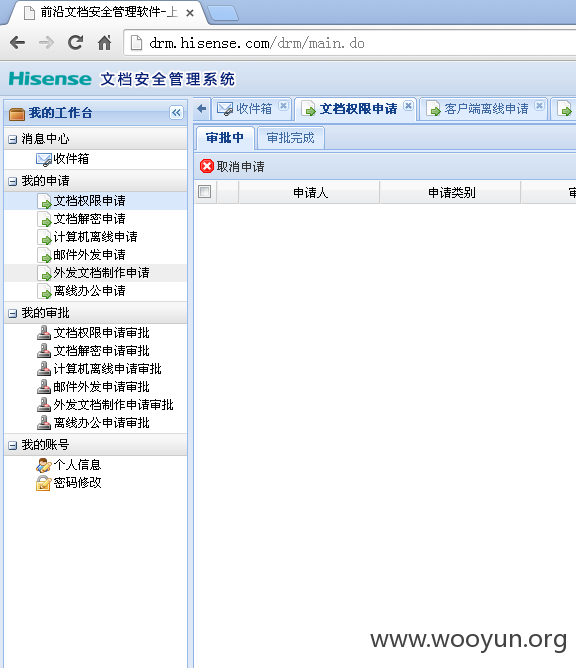 前沿文档安全管理软件-上
drm.hisense.com/drm/main.do
Hisense 文档安全管理系统
我的工作台
消息中心
收件箱
我的申请
文档权限申请
文档解密申请
计算机离线申请
邮件外发申请
外发文档制作申请
离线办公申请
我的审批
文档权限申请审批
文档解密申请审批
计算机离线申请审批
邮件外发申请审批
外发文档制作申请审批
离线办公申请审批
我的账号
个人信息
密码修改
收件箱 文档权限申请 客户端离线申请
审批中 审批完成
取消申请
申请人 申请类别
www.wooyun.org